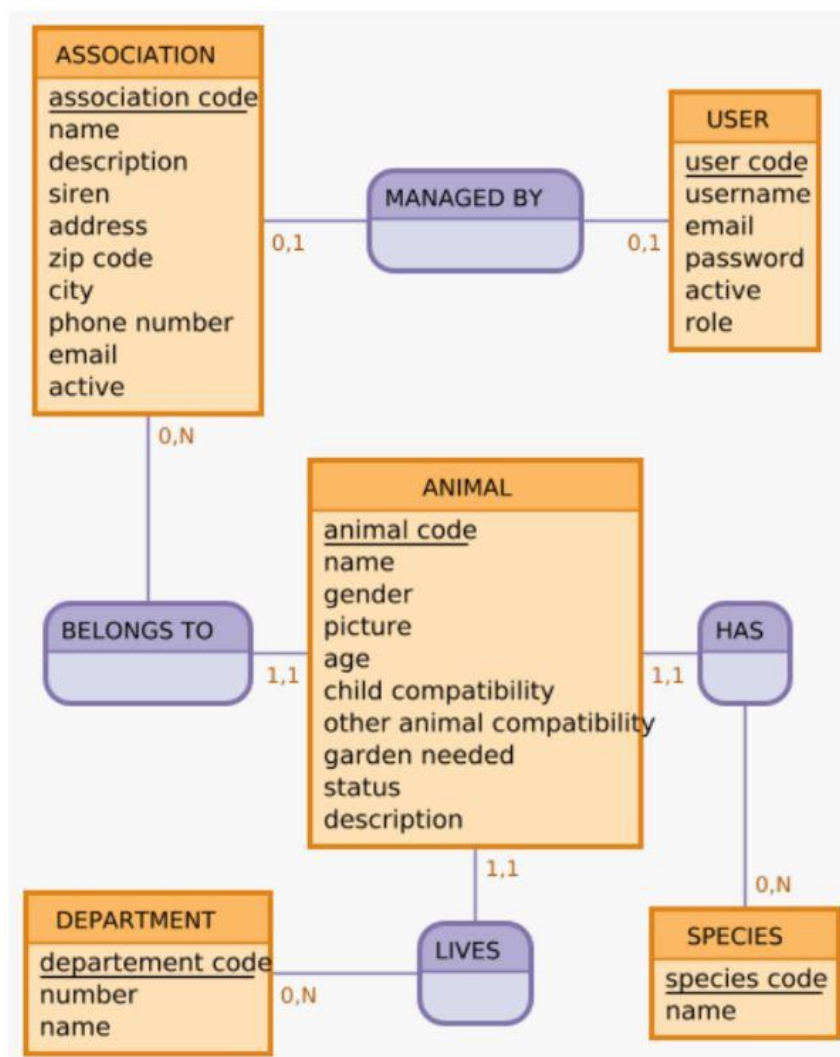 ASSOCIATION
association code
name
description
siren
address
zip code
city
phone number
email
active
MANAGED BY
0,1
0,1
USER
user code
username
email
password
active
role
0,N
BELONGS TO
1,1
ANIMAL
animal code
name
gender
picture
age
child compatibility
other animal compatibility
garden needed
status
description
1,1
HAS
1,1
0,N
DEPARTMENT
departement code
number
name
0,N
LIVES
SPECIES
species code
name